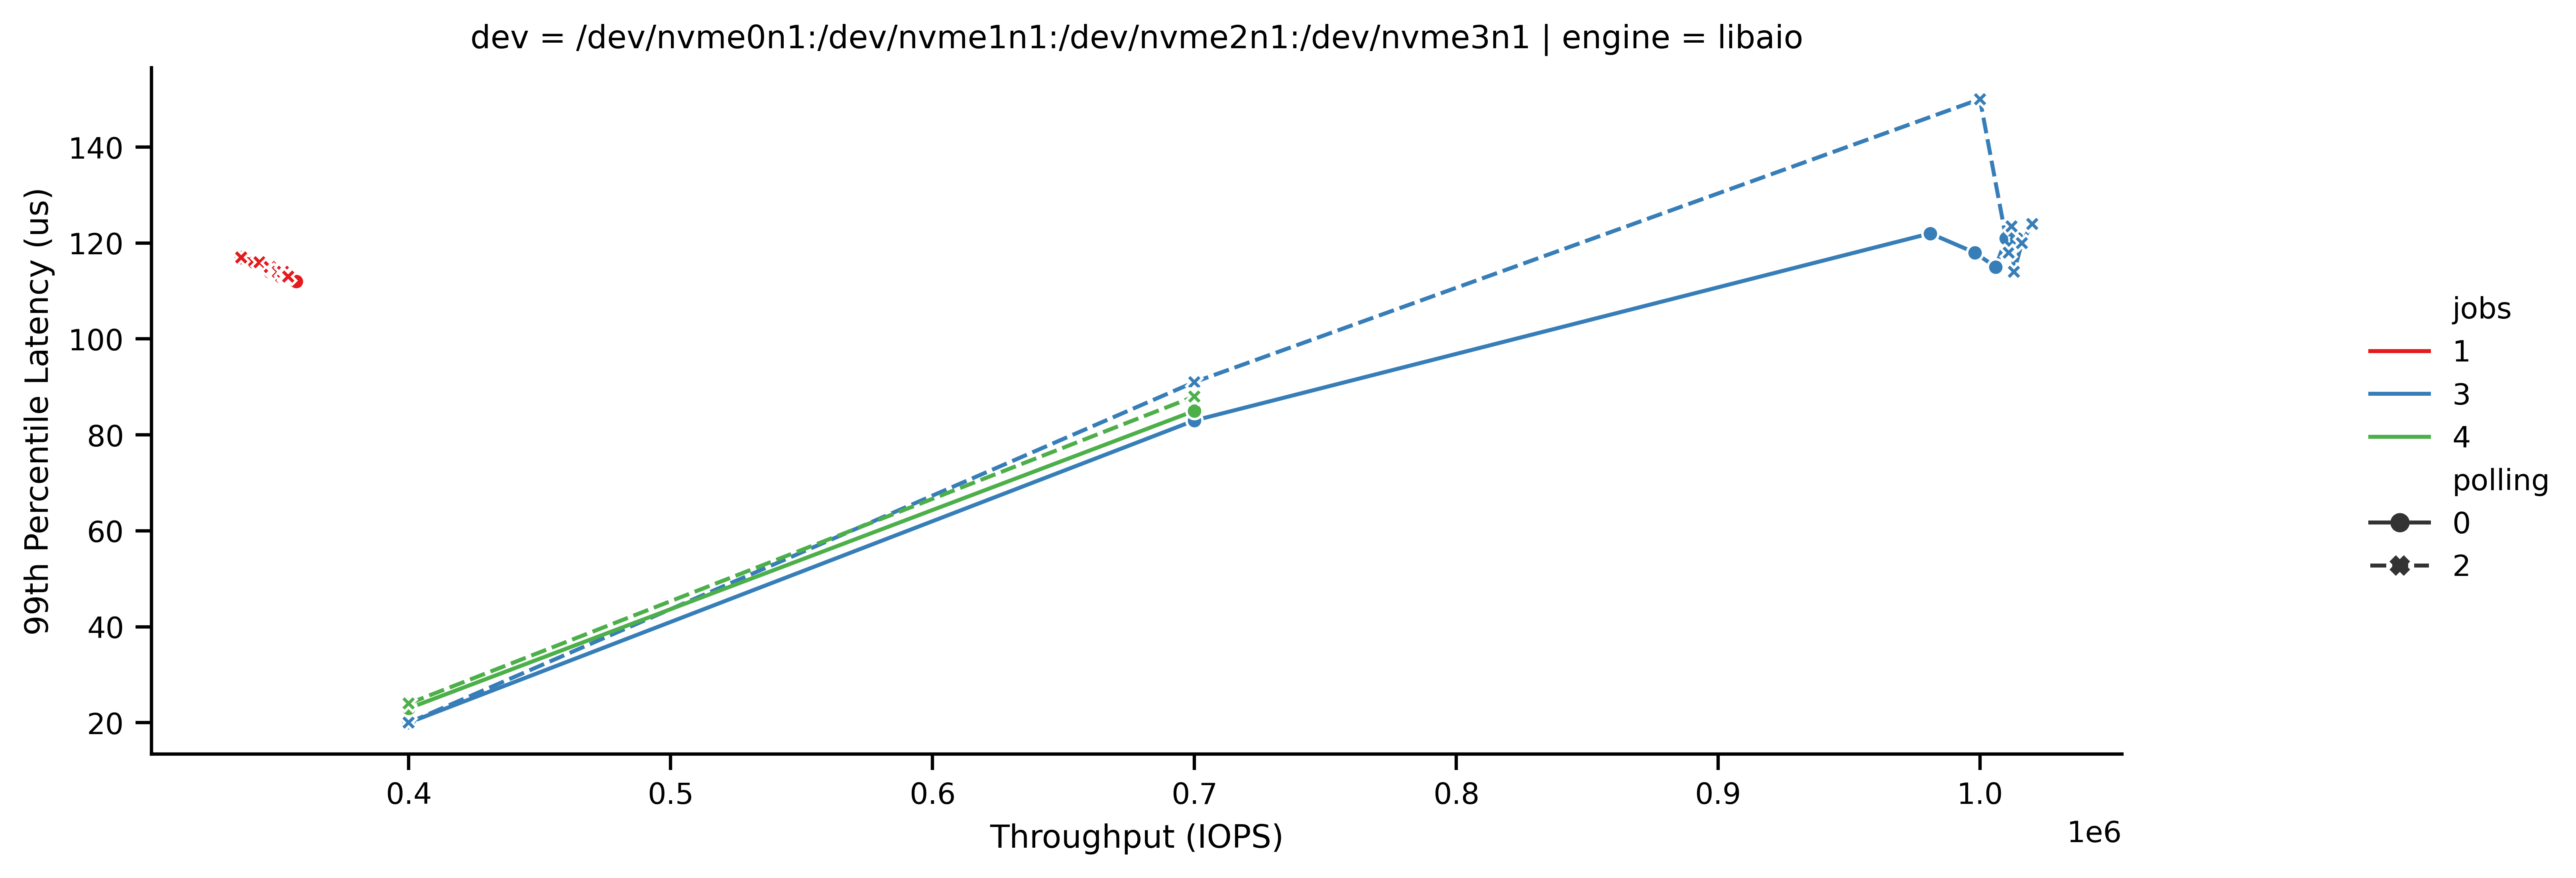 dev = /dev/nvme0n1:/dev/nvme1n1:/dev/nvme2n1:/dev/nvme3n1 | engine = libaio
99th Percentile Latency (us)
140
120
100
80
60
40
20
0.4 0.5 0.6 0.7 0.8 0.9 1.0
1e6
Throughput (IOPS)
jobs
1
3
4
polling
0
2